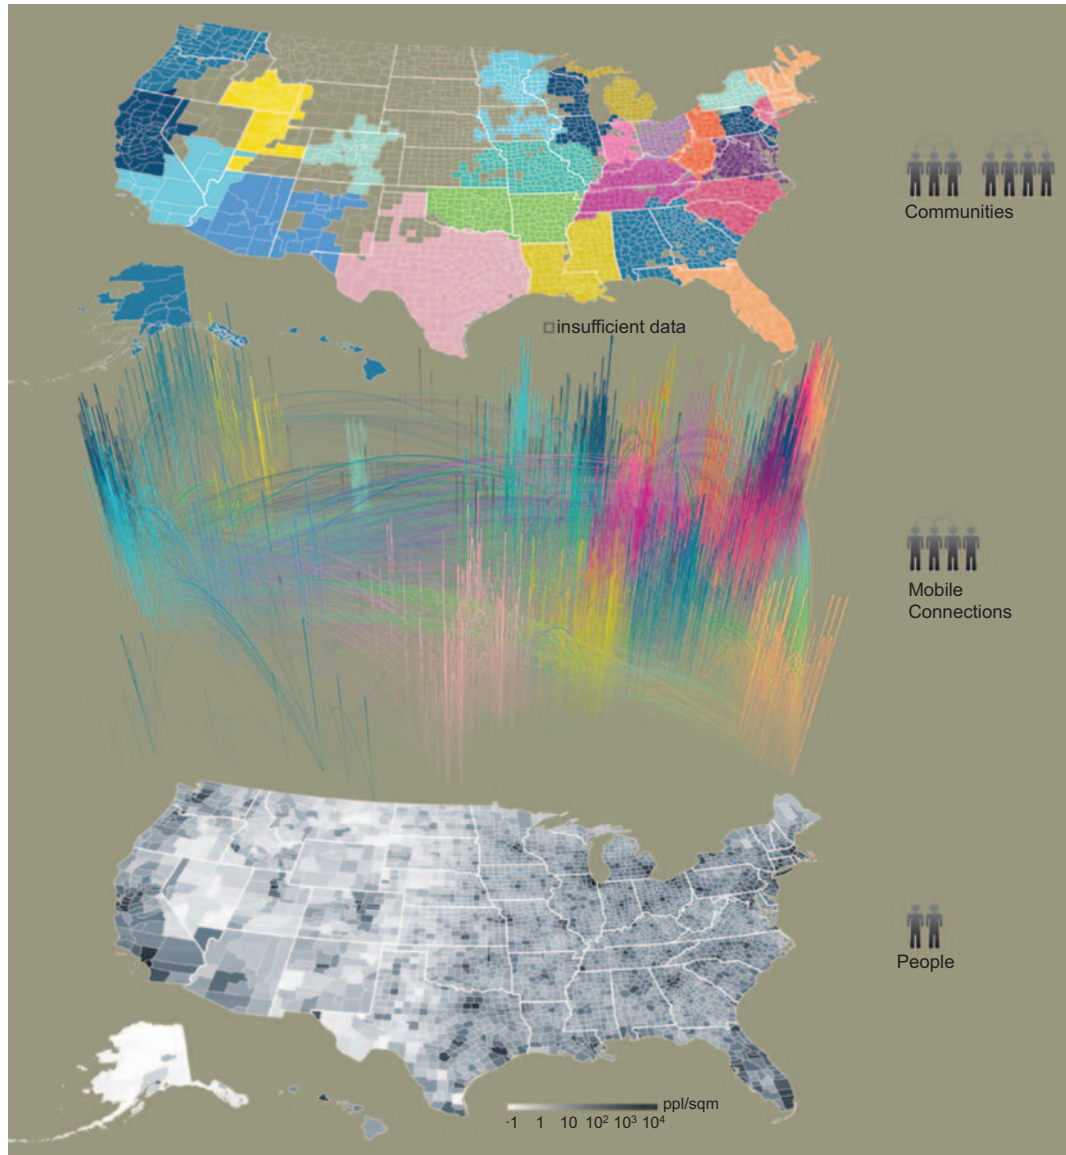 Communities
insufficient data
Mobile
Connections
People
ppl/sqm
·1 1 10 10² 10³ 10⁴